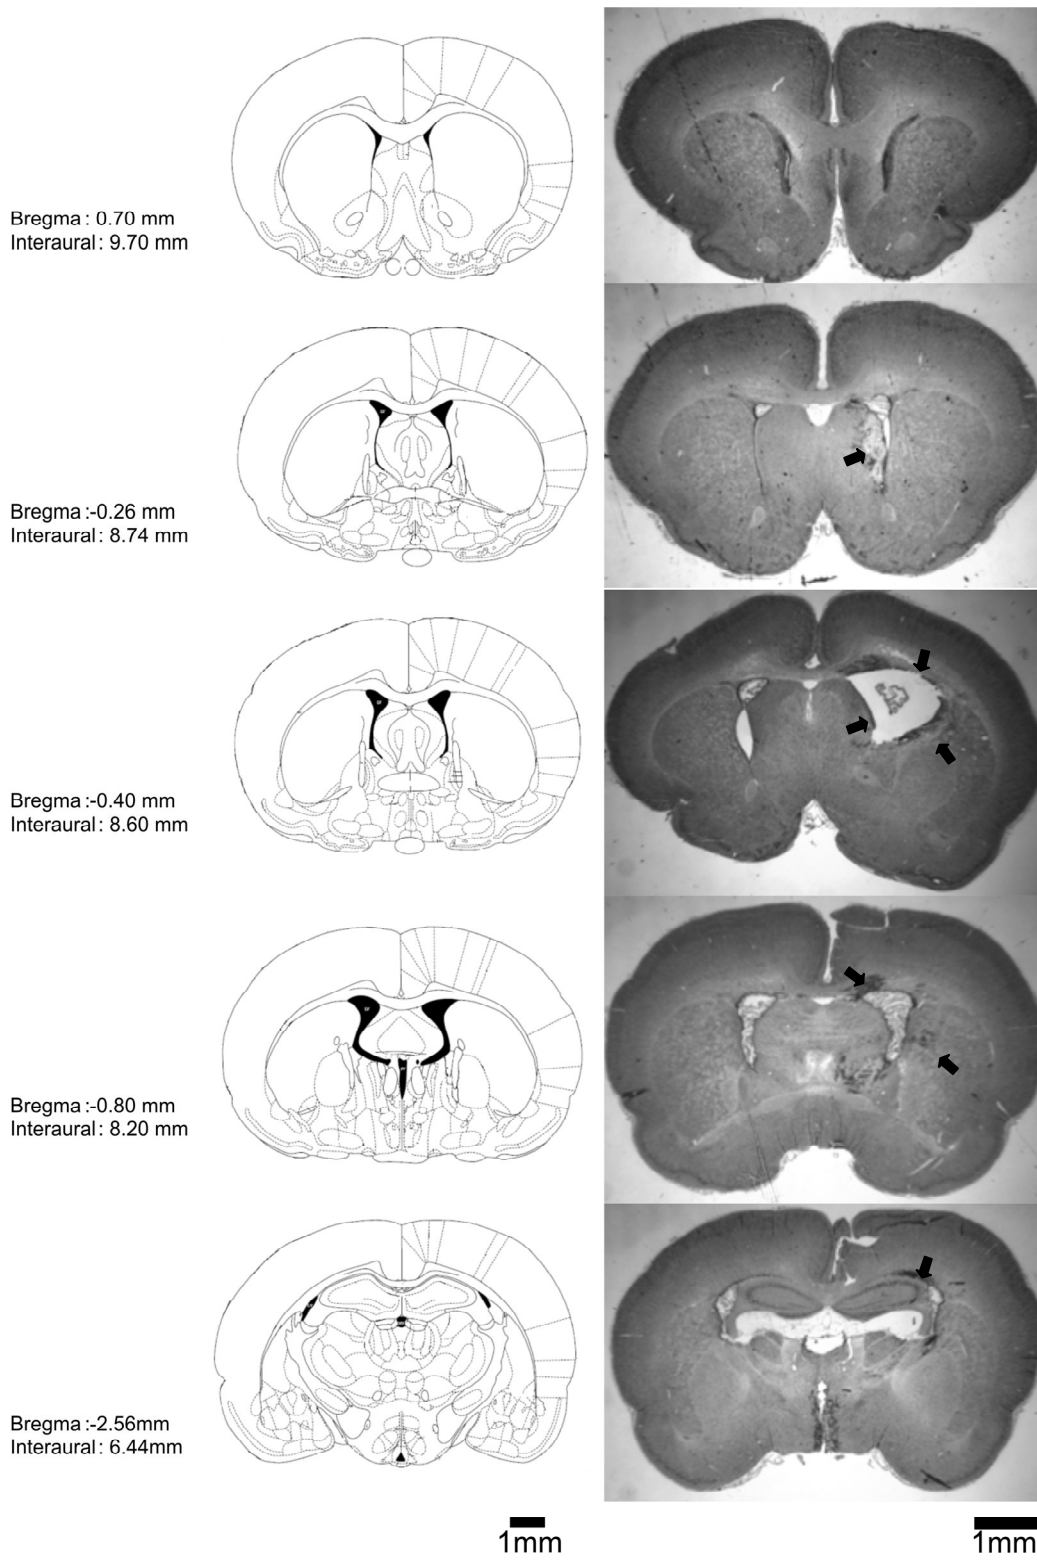 Bregma: 0.70 mm
Interaural: 9.70 mm
Bregma:-0.26 mm
Interaural: 8.74 mm
Bregma:-0.40 mm
Interaural: 8.60 mm
Bregma:-0.80 mm
Interaural: 8.20 mm
Bregma:-2.56mm
Interaural: 6.44mm
1mm
1mm